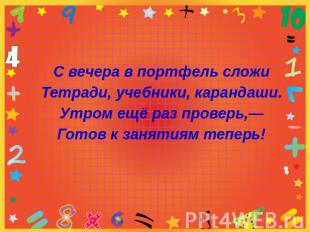 С вечера в портфель сложи
Тетради, учебники, карандаши.
Утром ещё раз проверь,—
Готов к занятиям теперь!
PPt4WEB.ru